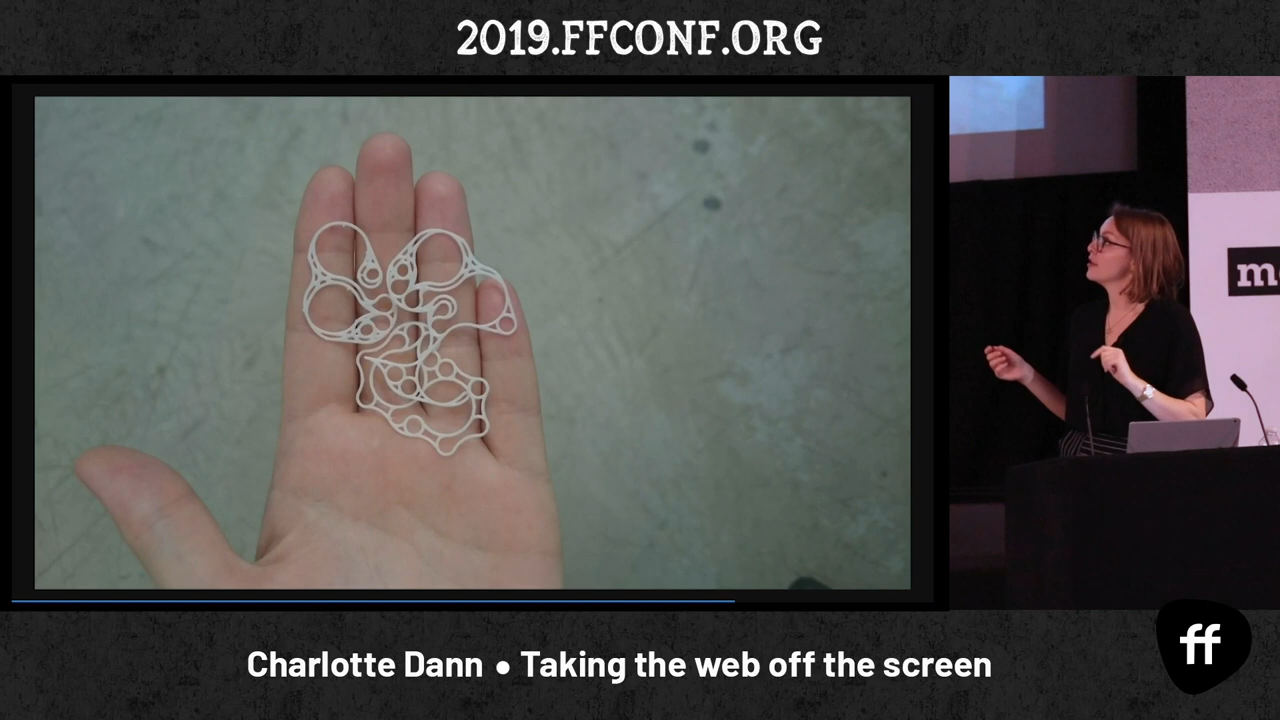 2019.FFCONF.ORG
m
Charlotte Dann • Taking the web off the screen
ff